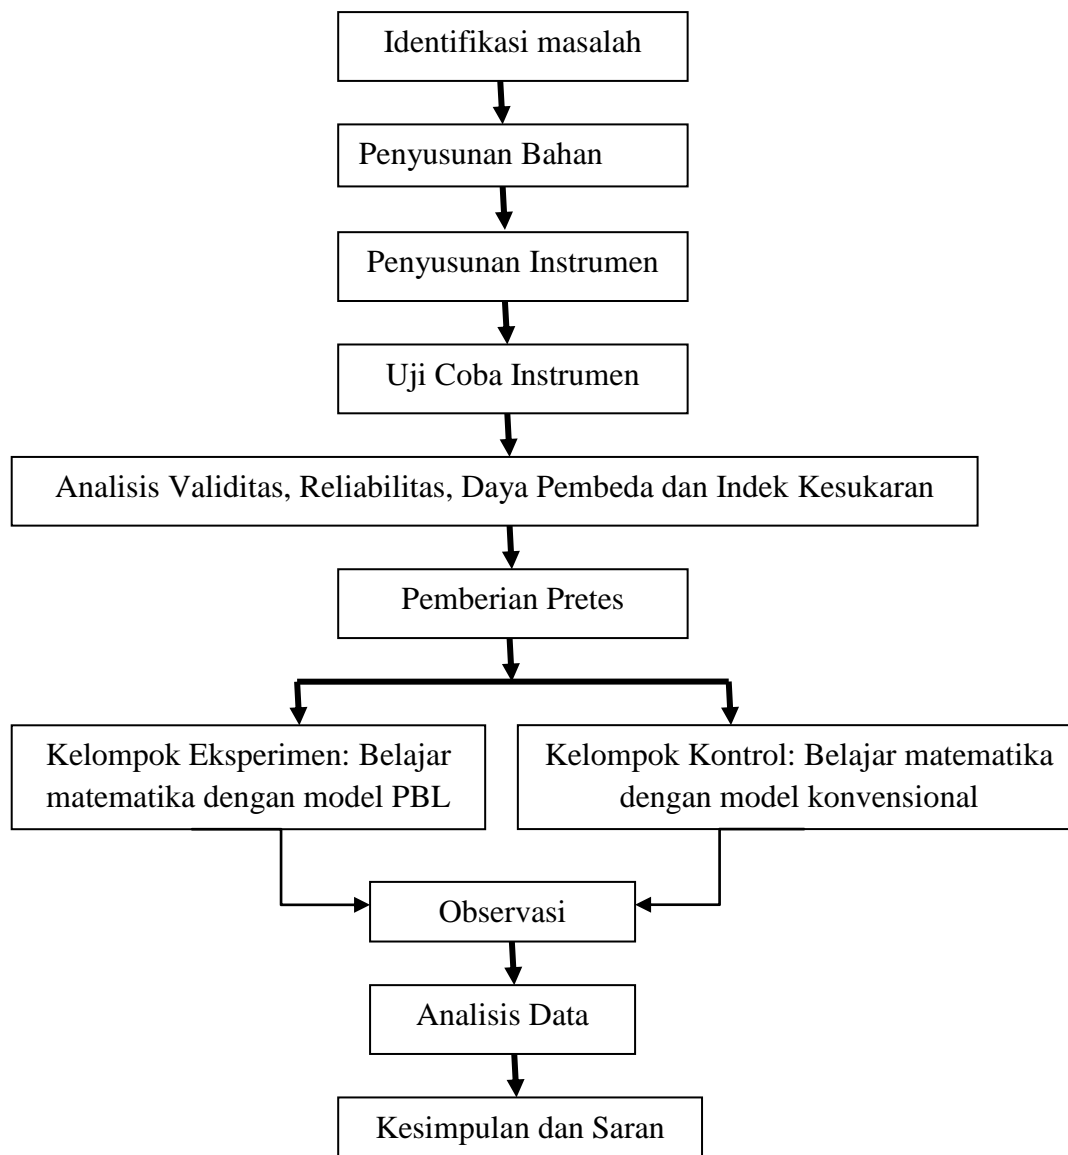 Identifikasi masalah
Penyusunan Bahan
Penyusunan Instrumen
Uji Coba Instrumen
Analisis Validitas, Reliabilitas, Daya Pembeda dan Indek Kesukaran
Pemberian Pretes
Kelompok Eksperimen: Belajar
matematika dengan model PBL
Kelompok Kontrol: Belajar matematika
dengan model konvensional
Observasi
Analisis Data
Kesimpulan dan Saran